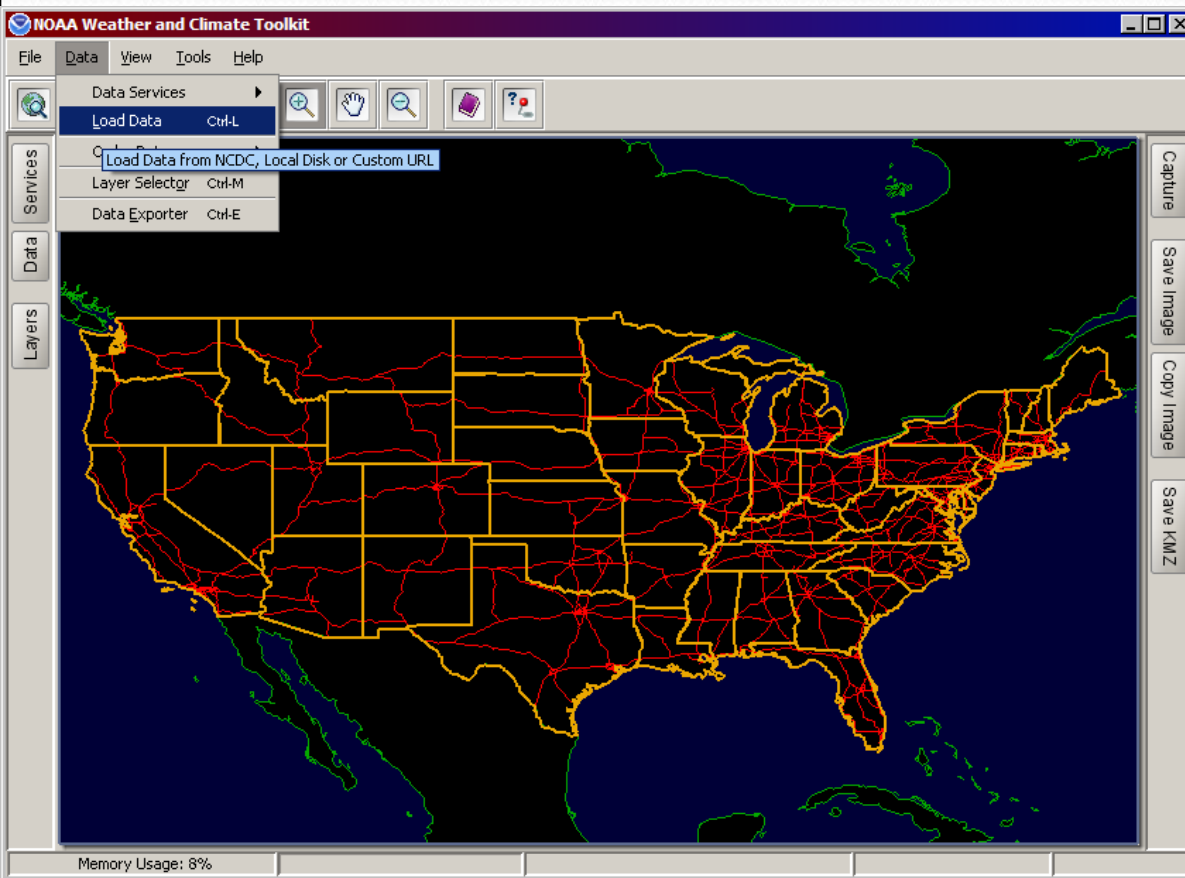 NOAA Weather and Climate Toolkit
File Data View Tools Help
Data Services
Load Data Ctrl-L
Load Data from NCDC, Local Disk or Custom URL
Layer Selector Ctrl-M
Data Exporter Ctrl-E
Services
Data
Layers
Capture
Save Image
Copy Image
Save KMZ
Memory Usage: 8%